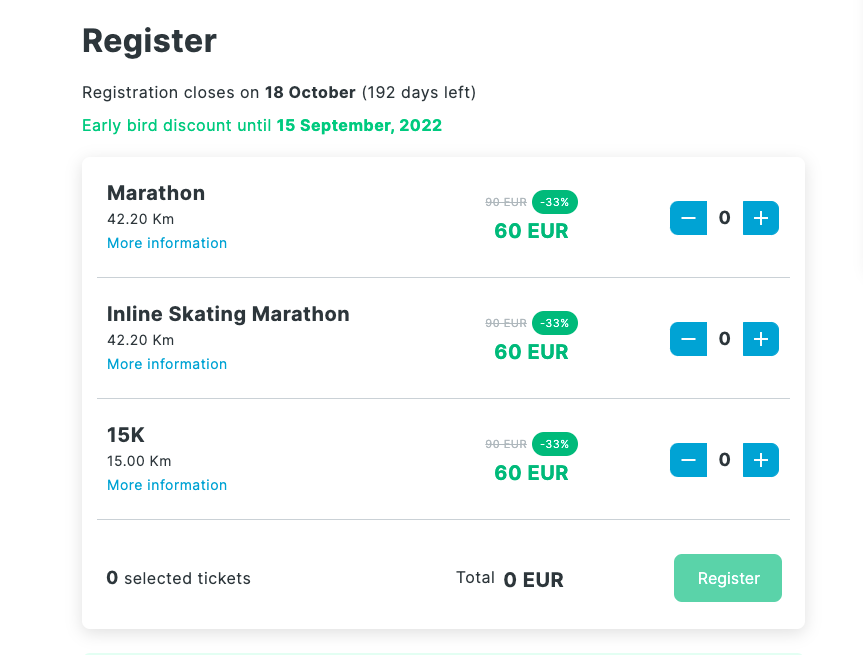 Register
Registration closes on 18 October (192 days left)
Early bird discount until 15 September, 2022
Marathon
42.20 Km
More information
90 EUR -33%
60 EUR
− 0 +
Inline Skating Marathon
42.20 Km
More information
90 EUR -33%
60 EUR
− 0 +
15K
15.00 Km
More information
90 EUR -33%
60 EUR
− 0 +
0 selected tickets
Total 0 EUR
Register